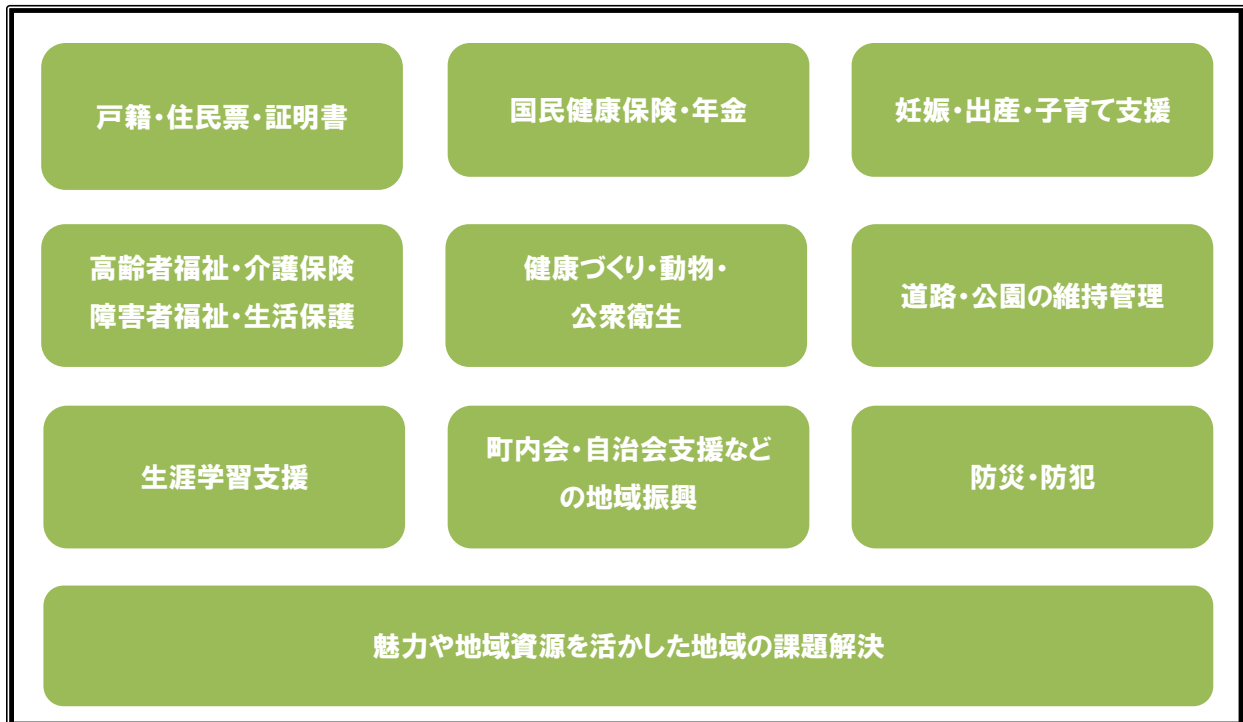 戸籍・住民票・証明書
国民健康保険・年金
妊娠・出産・子育て支援
高齢者福祉・介護保険
障害者福祉・生活保護
健康づくり・動物・
公衆衛生
道路・公園の維持管理
生涯学習支援
町内会・自治会支援など
の地域振興
防災・防犯
魅力や地域資源を活かした地域の課題解決